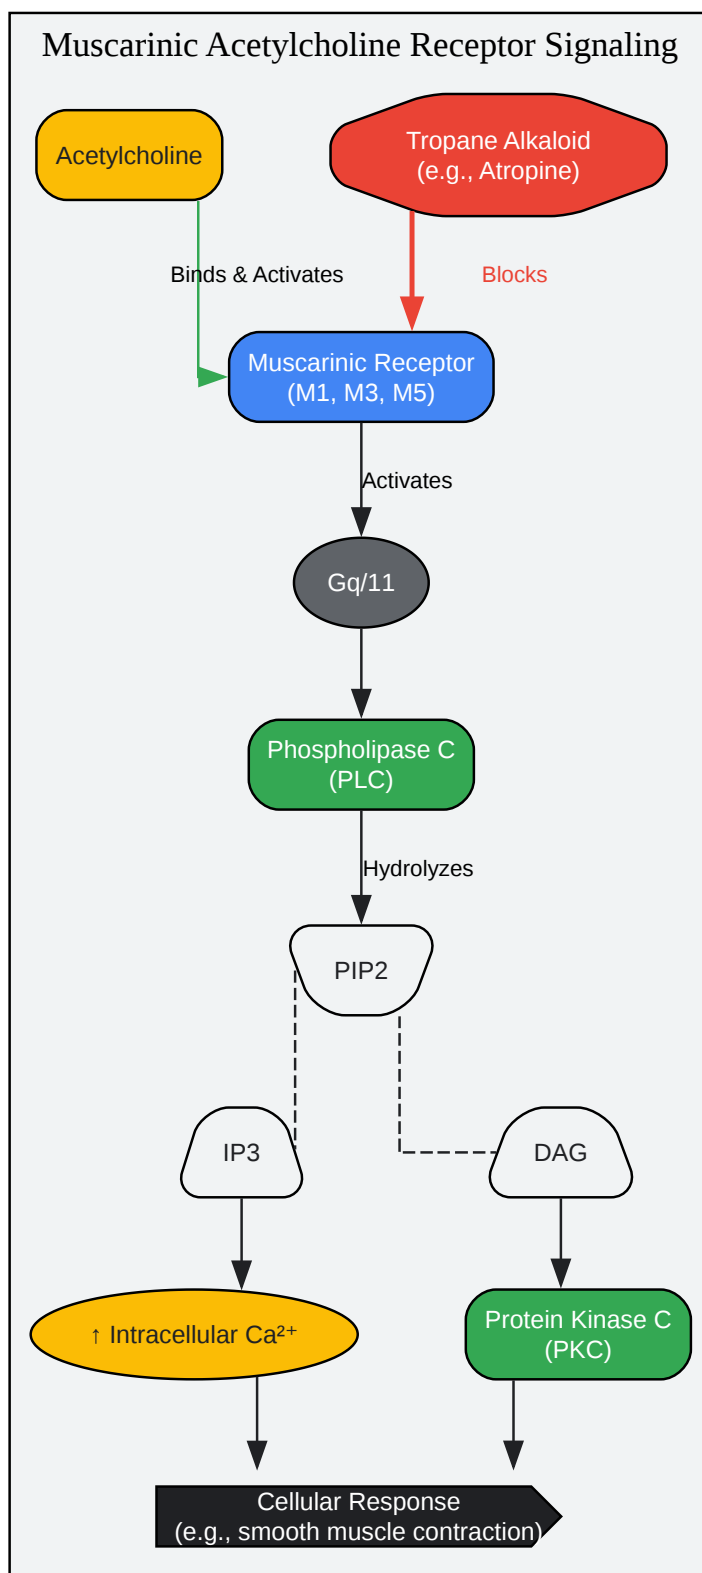 Muscarinic Acetylcholine Receptor Signaling
Acetylcholine
Tropane Alkaloid
(e.g., Atropine)
Binds & Activates
Blocks
Muscarinic Receptor
(M1, M3, M5)
Activates
Gq/11
Phospholipase C
(PLC)
Hydrolyzes
PIP2
IP3
DAG
↑ Intracellular Ca²⁺
Protein Kinase C
(PKC)
Cellular Response
(e.g., smooth muscle contraction)